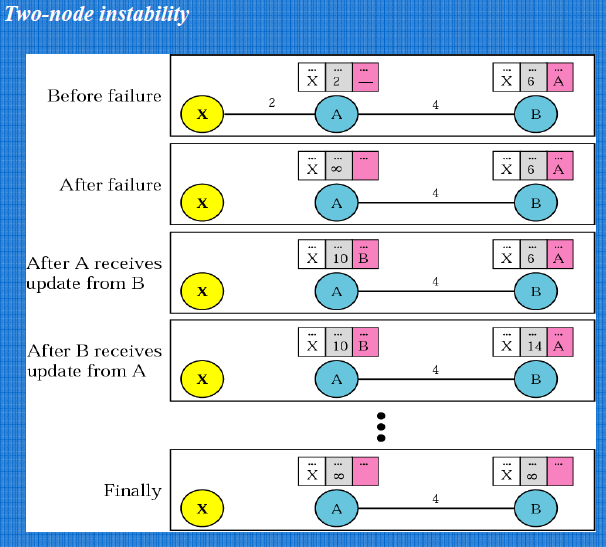 Two-node instability
... ... ... ... ... ...
X 2 — X 6 A
Before failure
2 4
X A B
... ... ... ... ... ...
X ∞ X 6 A
After failure
4
X A B
... ... ... ... ... ...
X 10 B X 6 A
After A receives
update from B
4
X A B
... ... ... ... ... ...
X 10 B X 14 A
After B receives
update from A
4
X A B
... ... ... ... ... ...
X ∞ X ∞
Finally
4
X A B